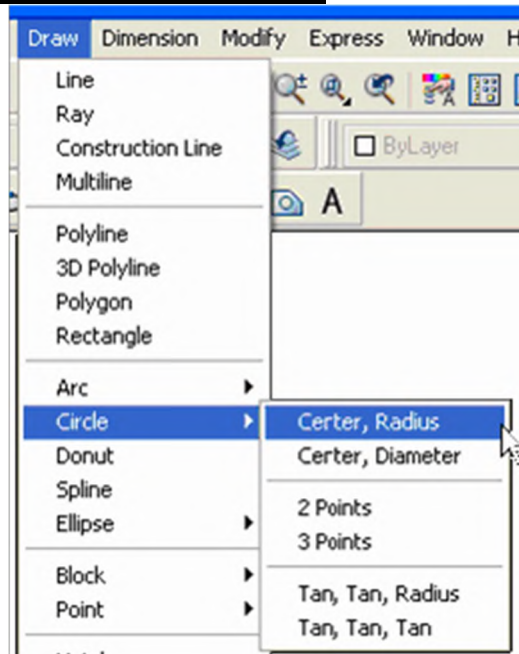 Draw Dimension Modify Express Window H
Line
Ray
Construction Line
Multiline
ByLayer
A
Polyline
3D Polyline
Polygon
Rectangle
Arc
Circle
Donut
Spline
Ellipse
Block
Point
Certer, Radius
Certer, Diameter
2 Points
3 Points
Tan, Tan, Radius
Tan, Tan, Tan